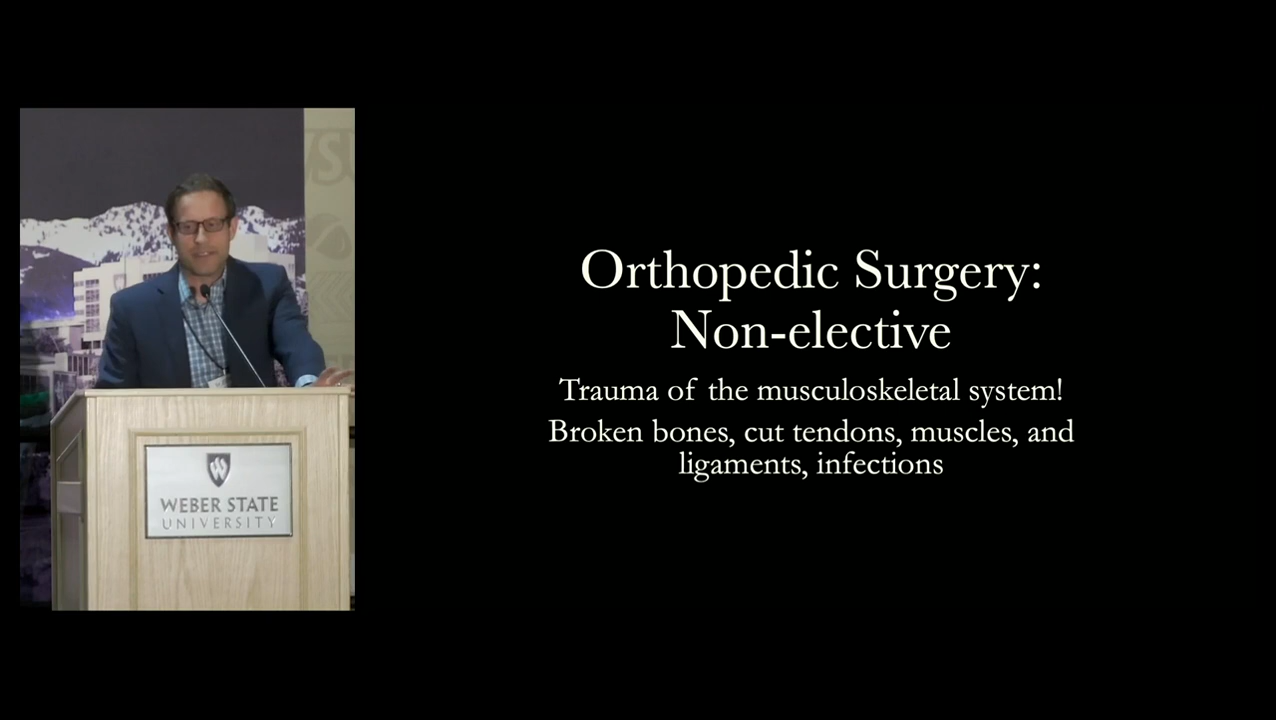 Orthopedic Surgery:
Non-elective
Trauma of the musculoskeletal system!
Broken bones, cut tendons, muscles, and
ligaments, infections
WSU
W
WEBER STATE
UNIVERSITY